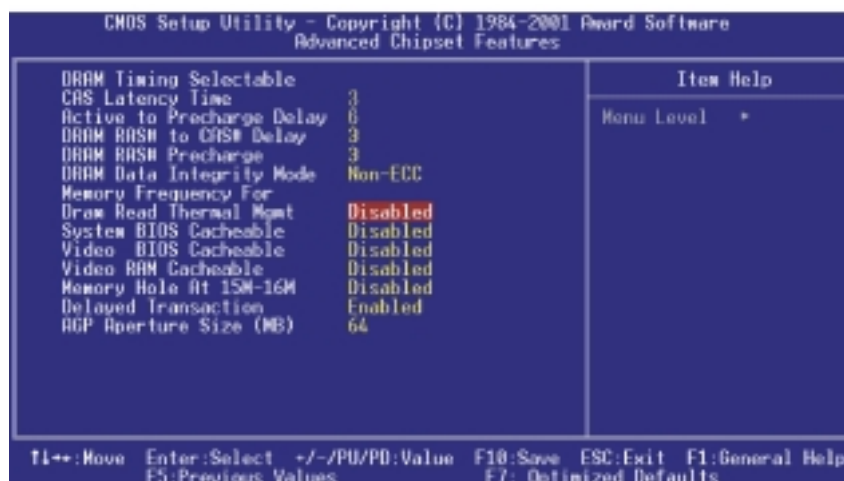 CMOS Setup Utility - Copyright (C) 1984-2001 Award Software
Advanced Chipset Features
DRAM Timing Selectable
CAS Latency Time 3
Active to Precharge Delay 6
DRAM RAS# to CAS# Delay 3
DRAM RAS# Precharge 3
DRAM Data Integrity Mode Non-ECC
Memory Frequency For
Dram Read Thermal Mgmt Disabled
System BIOS Cacheable Disabled
Video BIOS Cacheable Disabled
Video RAM Cacheable Disabled
Memory Hole At 15M-16M Disabled
Delayed Transaction Enabled
AGP Aperture Size (MB) 64
Item Help
Menu Level ►
↑↓→←:Move Enter:Select +/-/PU/PD:Value F10:Save ESC:Exit F1:General Help
F5:Previous Values F7: Optimized Defaults